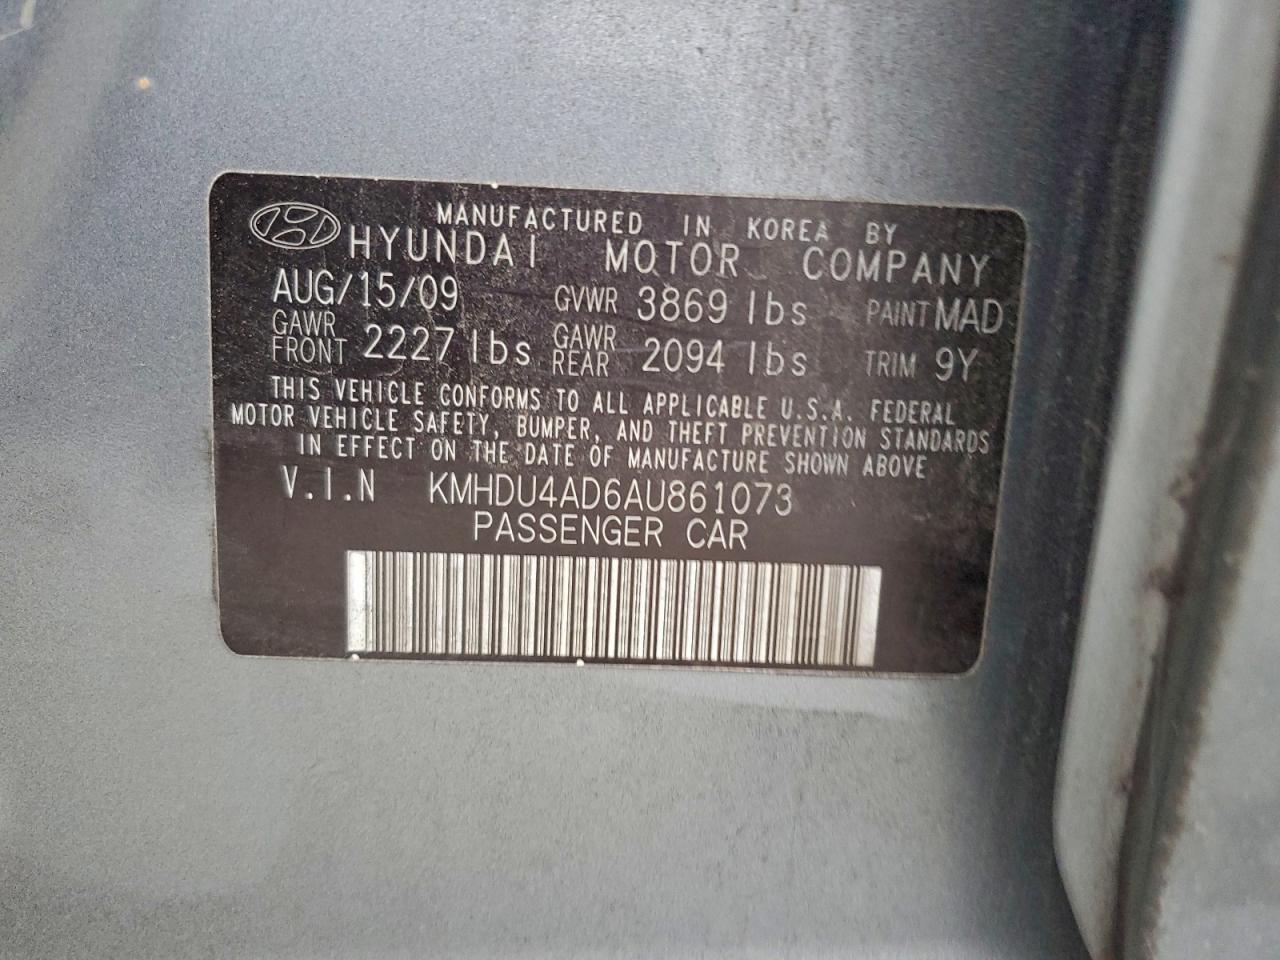 MANUFACTURED IN KOREA BY
HYUNDAI MOTOR COMPANY
AUG/15/09 GVWR 3869 lbs PAINT MAD
GAWR FRONT 2227 lbs GAWR REAR 2094 lbs TRIM 9Y
THIS VEHICLE CONFORMS TO ALL APPLICABLE U.S.A. FEDERAL
MOTOR VEHICLE SAFETY, BUMPER, AND THEFT PREVENTION STANDARDS
IN EFFECT ON THE DATE OF MANUFACTURE SHOWN ABOVE
V.I.N KMHDU4AD6AU861073
PASSENGER CAR